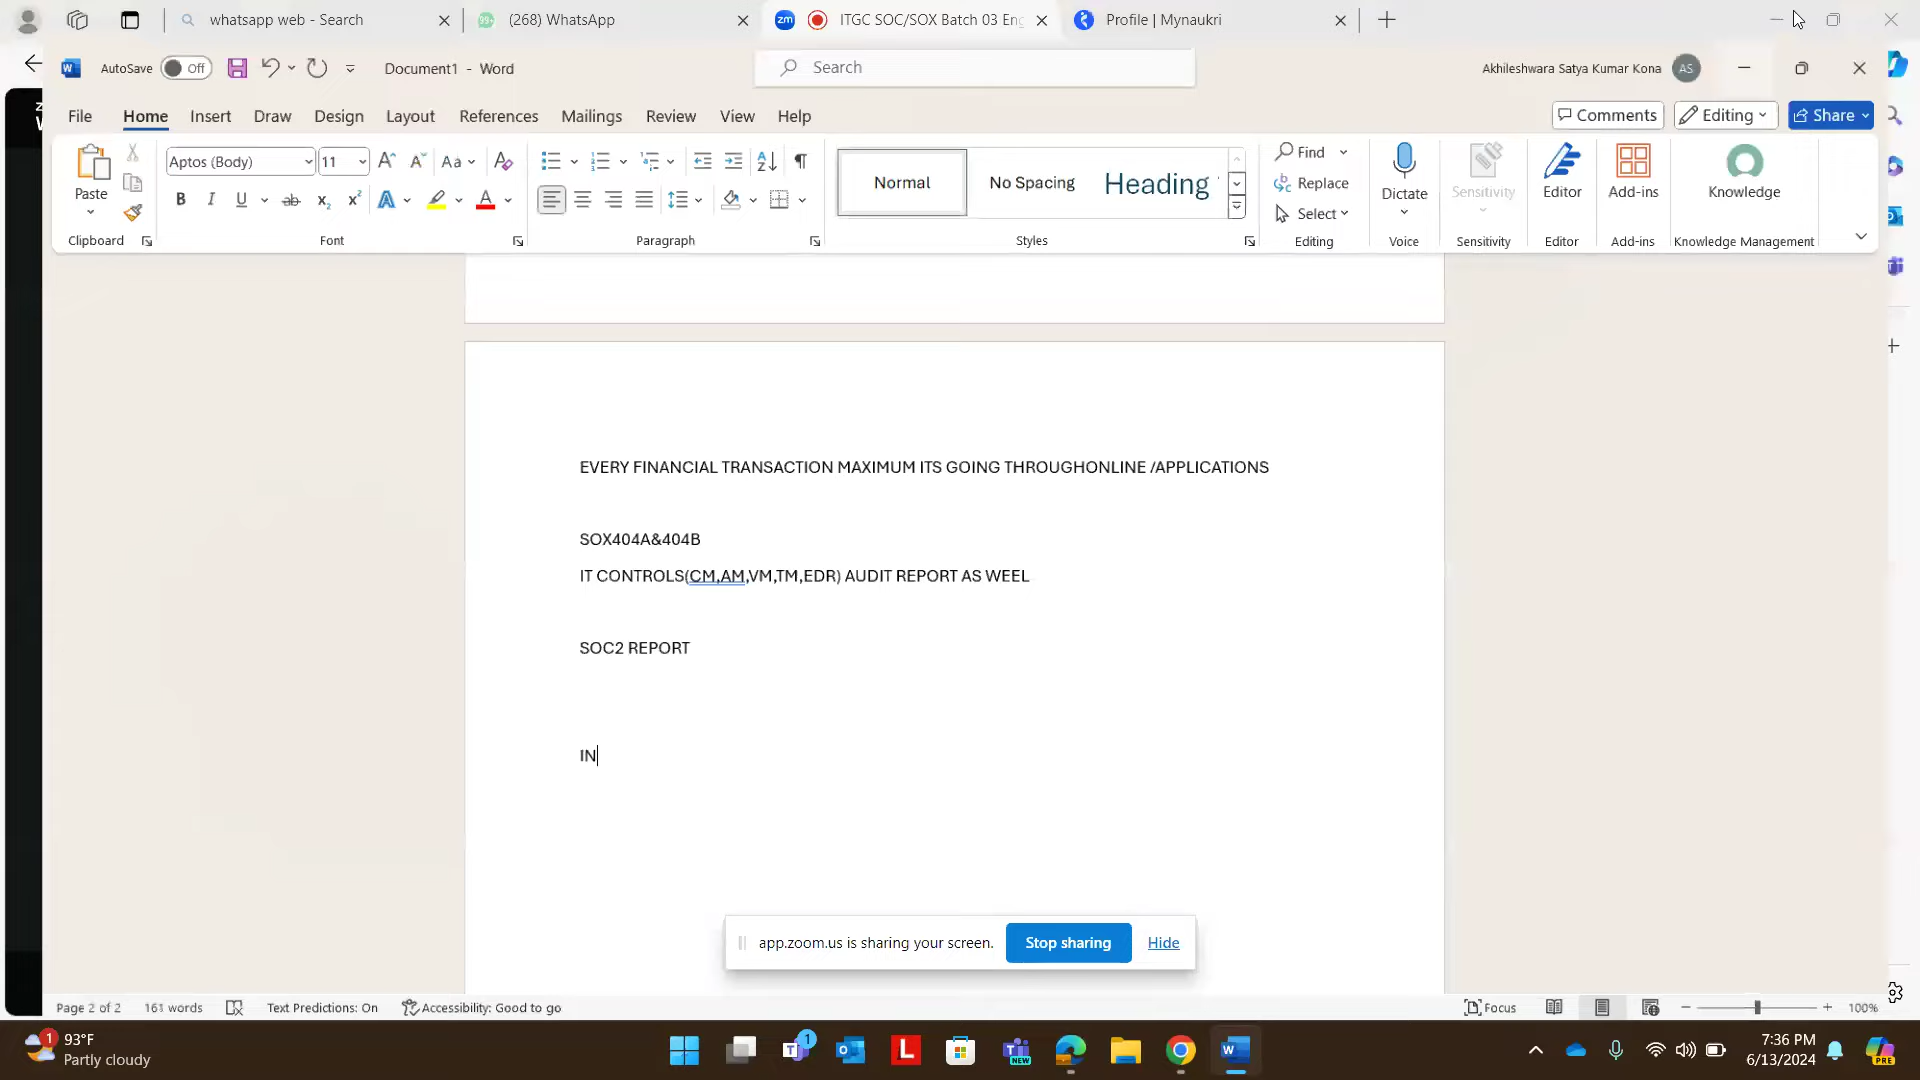 whatsapp web - Search
99+ (268) WhatsApp
zm ITGC SOC/SOX Batch 03 Eng
Profile | Mynaukri
AutoSave Off
Document1 - Word
Search
Akhileshwara Satya Kumar Kona AS
File Home Insert Draw Design Layout References Mailings Review View Help
Comments Editing Share
Paste
Clipboard
Aptos (Body) 11
Font
Paragraph
Normal No Spacing Heading
Styles
Find
Replace
Select
Editing
Dictate
Voice
Sensitivity
Sensitivity
Editor
Editor
Add-ins
Add-ins
Knowledge
Knowledge Management
EVERY FINANCIAL TRANSACTION MAXIMUM ITS GOING THROUGHONLINE /APPLICATIONS
SOX404A&404B
IT CONTROLS(CM,AM,VM,TM,EDR) AUDIT REPORT AS WEEL
SOC2 REPORT
IN
app.zoom.us is sharing your screen. Stop sharing Hide
Page 2 of 2 161 words Text Predictions: On Accessibility: Good to go
Focus 100%
1 93°F
Partly cloudy
1
NEW
7:36 PM
6/13/2024
PRE